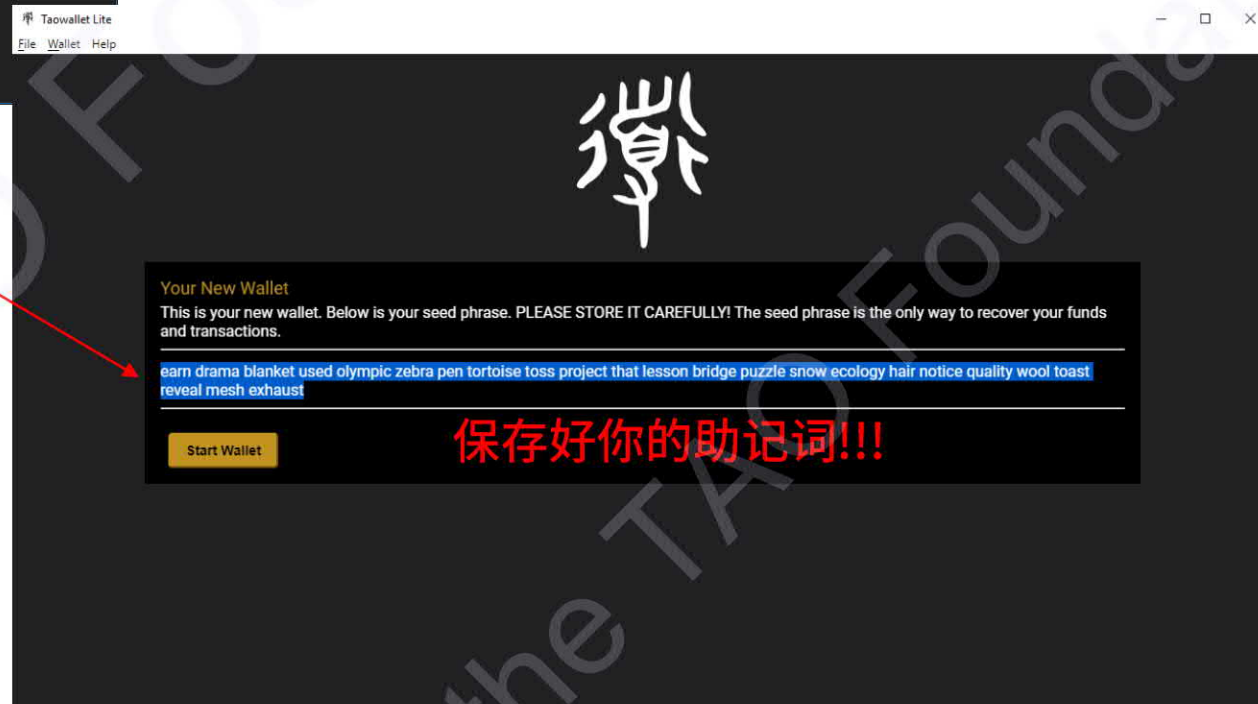 Taowallet Lite
File Wallet Help
Your New Wallet
This is your new wallet. Below is your seed phrase. PLEASE STORE IT CAREFULLY! The seed phrase is the only way to recover your funds
and transactions.
earn drama blanket used olympic zebra pen tortoise toss project that lesson bridge puzzle snow ecology hair notice quality wool toast
reveal mesh exhaust
保存好你的助记词!!!
Start Wallet
the TAO Founda